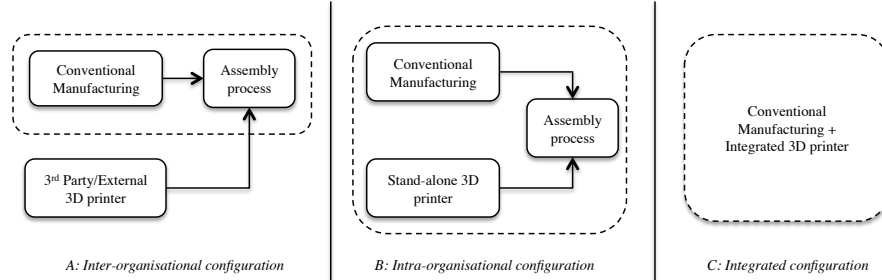 Conventional
Manufacturing
Assembly
process
3rd Party/External
3D printer
A: Inter-organisational configuration
Conventional
Manufacturing
Assembly
process
Stand-alone 3D
printer
B: Intra-organisational configuration
Conventional
Manufacturing +
Integrated 3D printer
C: Integrated configuration